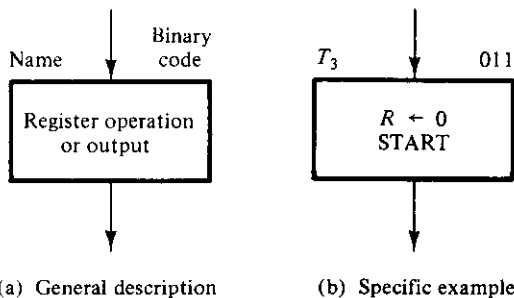 Name
Binary
code
Register operation
or output
(a) General description
T₃
011
R ← 0
START
(b) Specific example